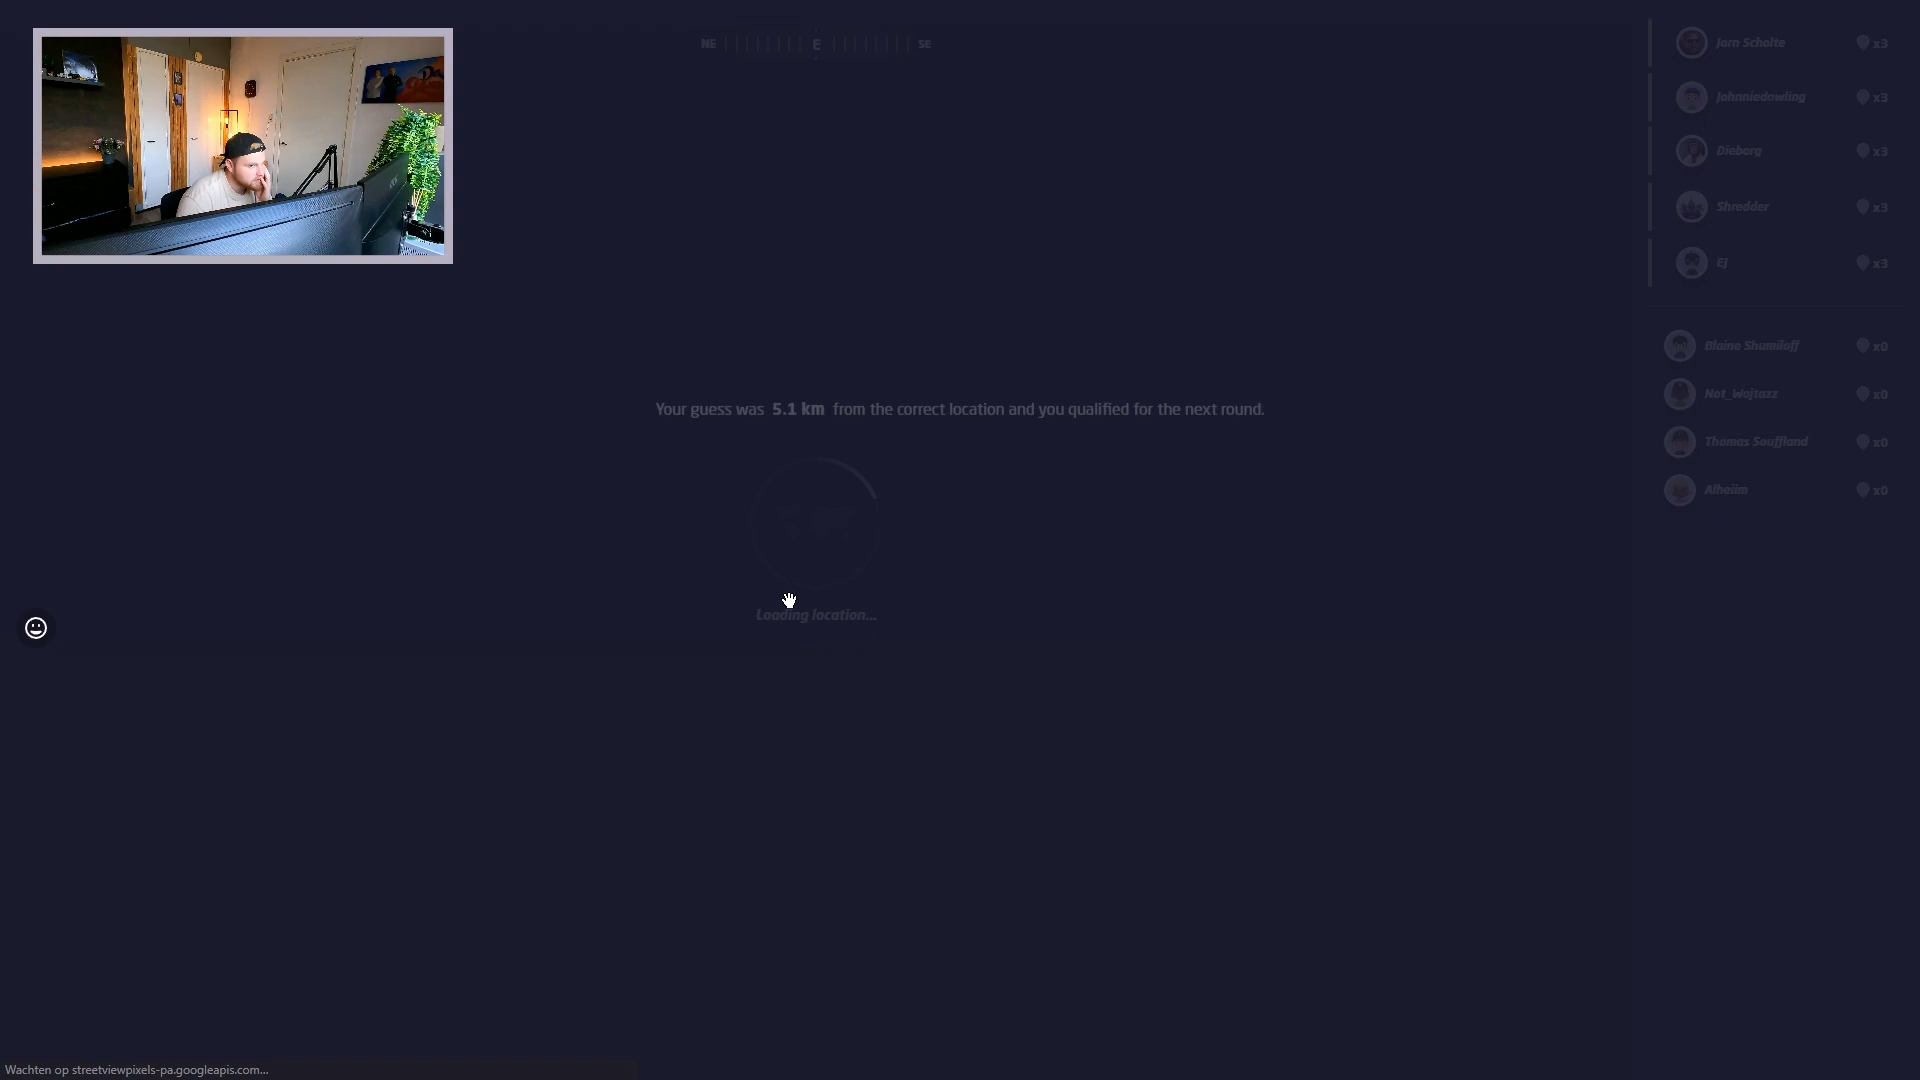 NE E SE
Jorn Scholte x3
Johnniedowling x3
Dieborg x3
Shredder x3
EJ x3
Blaine Shumiloff x0
Not_Wojtazz x0
Thomas Souffland x0
Alheiim x0
Your guess was 5.1 km from the correct location and you qualified for the next round.
Loading location...
Wachten op streetviewpixels-pa.googleapis.com...